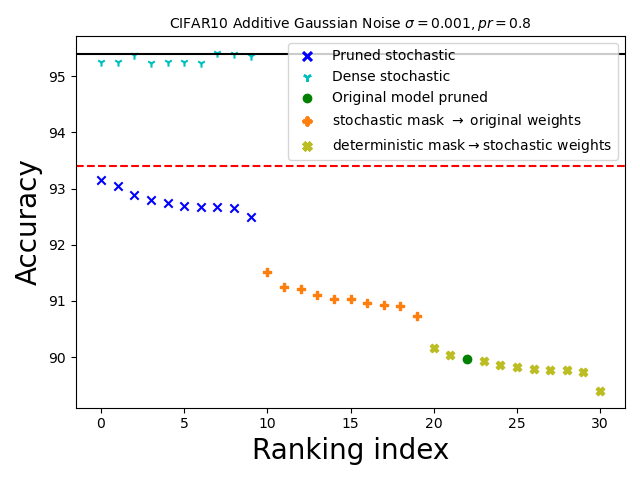 CIFAR10 Additive Gaussian Noise σ = 0.001, pr = 0.8
Pruned stochastic
Dense stochastic
Original model pruned
stochastic mask → original weights
deterministic mask→stochastic weights
Accuracy
95
94
93
92
91
90
0 5 10 15 20 25 30
Ranking index